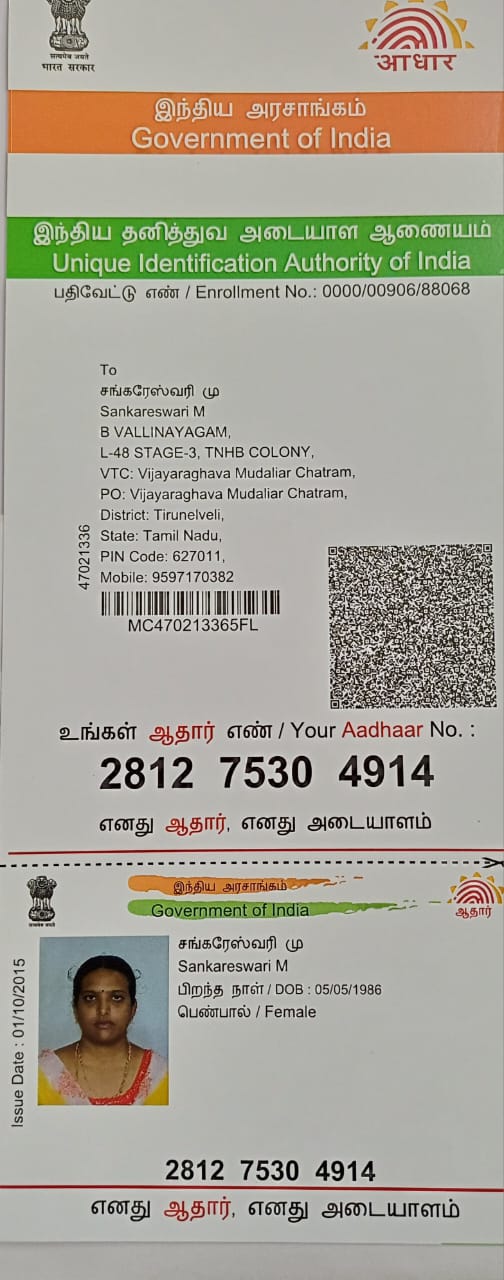 सत्यमेव जयते
भारत सरकार
आधार
இந்திய அரசாங்கம்
Government of India
இந்திய தனித்துவ அடையாள ஆணையம்
Unique Identification Authority of India
பதிவேட்டு எண் / Enrollment No.: 0000/00906/88068
To
சங்கரேஸ்வரி மு
Sankareswari M
B VALLINAYAGAM,
L-48 STAGE-3, TNHB COLONY,
VTC: Vijayaraghava Mudaliar Chatram,
PO: Vijayaraghava Mudaliar Chatram,
District: Tirunelveli,
State: Tamil Nadu,
PIN Code: 627011,
Mobile: 9597170382
47021336
MC470213365FL
உங்கள் ஆதார் எண் / Your Aadhaar No. :
2812 7530 4914
எனது ஆதார், எனது அடையாளம்
இந்திய அரசாங்கம்
Government of India
सत्यमेव जयते
ஆதார்
Issue Date : 01/10/2015
சங்கரேஸ்வரி மு
Sankareswari M
பிறந்த நாள் / DOB : 05/05/1986
பெண்பால் / Female
2812 7530 4914
எனது ஆதார், எனது அடையாளம்